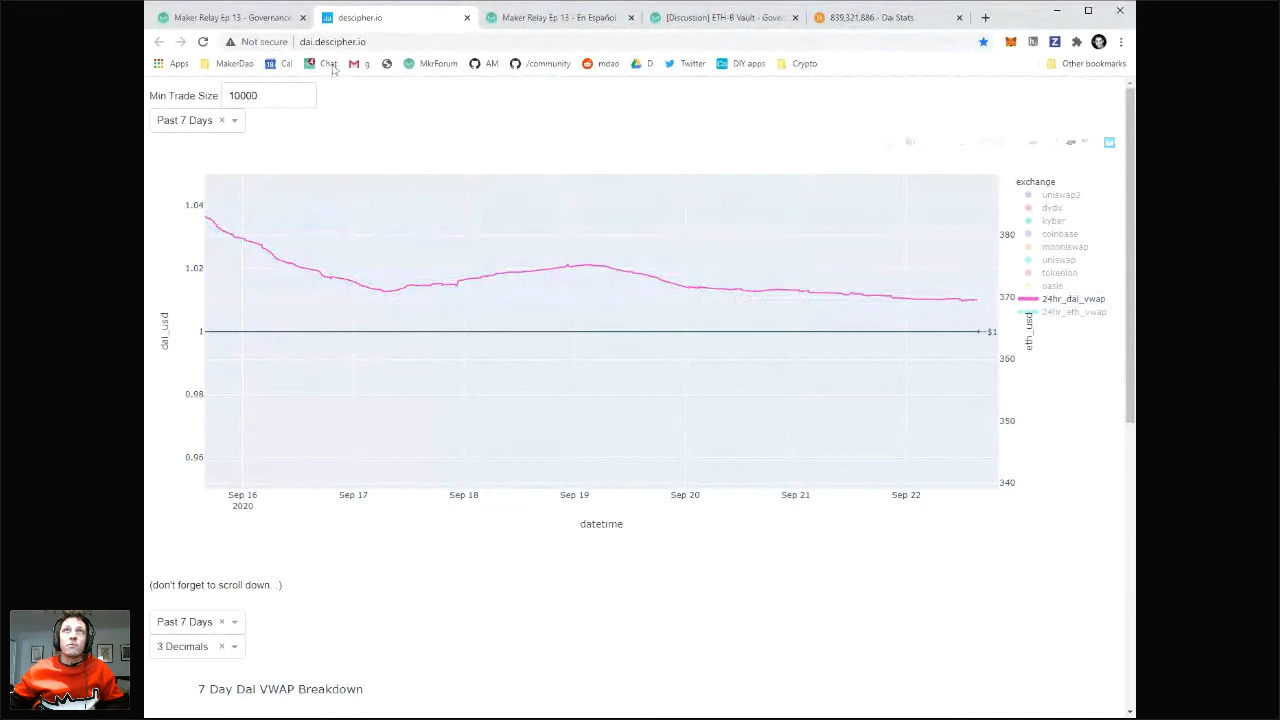 Maker Relay Ep 13 - Governance
descipher.io
Maker Relay Ep 13 - En Español
[Discussion] ETH-B Vault - Gove
839,321,886 - Dai Stats
Not secure dai.descipher.io
Apps MakerDao Cal Chat g MkrForum AM /community mdao D Twitter DIY apps Crypto Other bookmarks
Min Trade Size 10000
Past 7 Days
exchange
uniswap2
dydx
kyber
coinbase
mooniswap
uniswap
tokenlon
oasis
24hr_dai_vwap
24hr_eth_vwap
1.04
1.02
1
0.98
0.96
dai_usd
380
370
$1
360
350
340
eth_usd
Sep 16 Sep 17 Sep 18 Sep 19 Sep 20 Sep 21 Sep 22
2020
datetime
(don't forget to scroll down...)
Past 7 Days
3 Decimals
7 Day Dai VWAP Breakdown